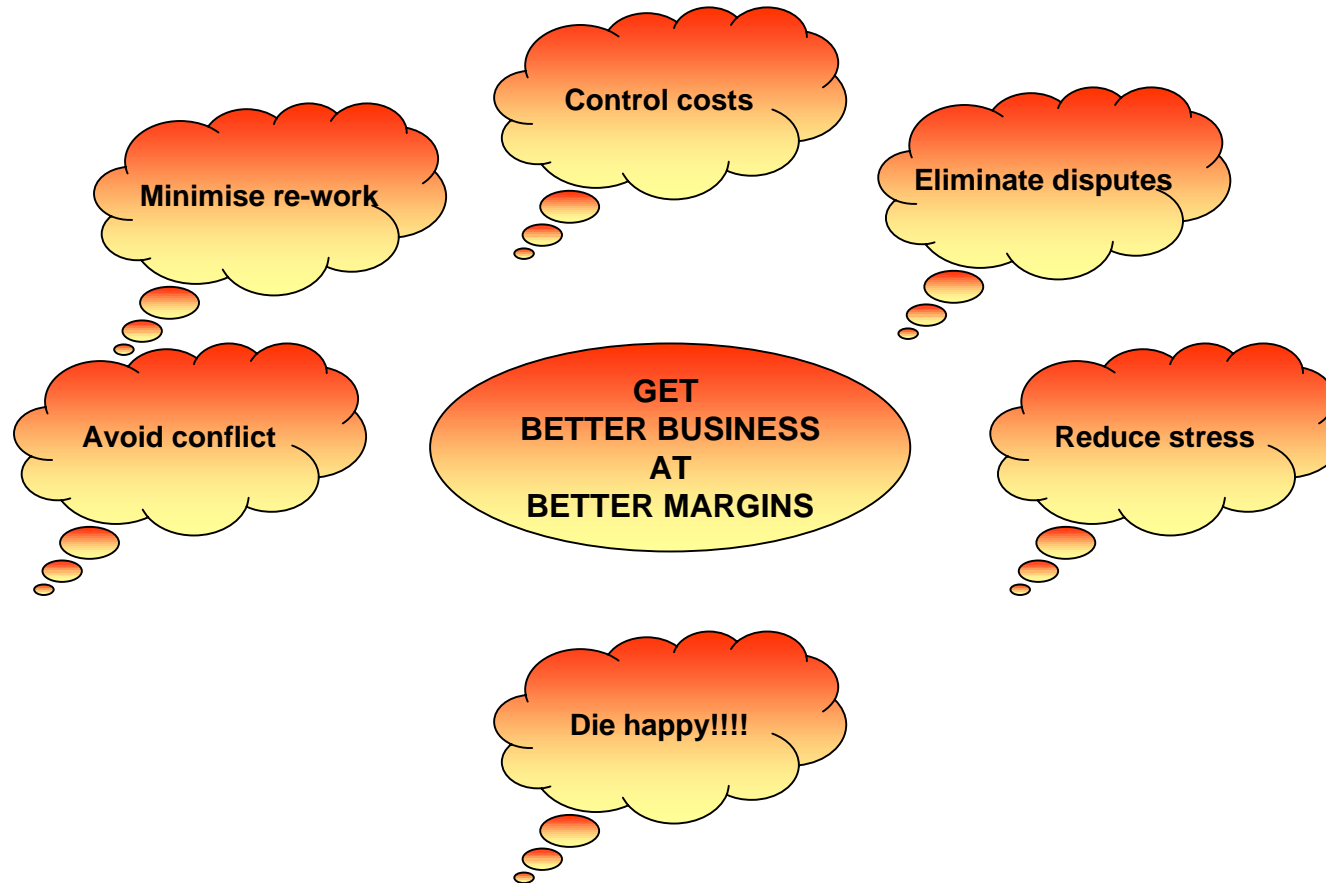 Control costs
Minimise re-work
Eliminate disputes
Avoid conflict
GET
BETTER BUSINESS
AT
BETTER MARGINS
Reduce stress
Die happy!!!!